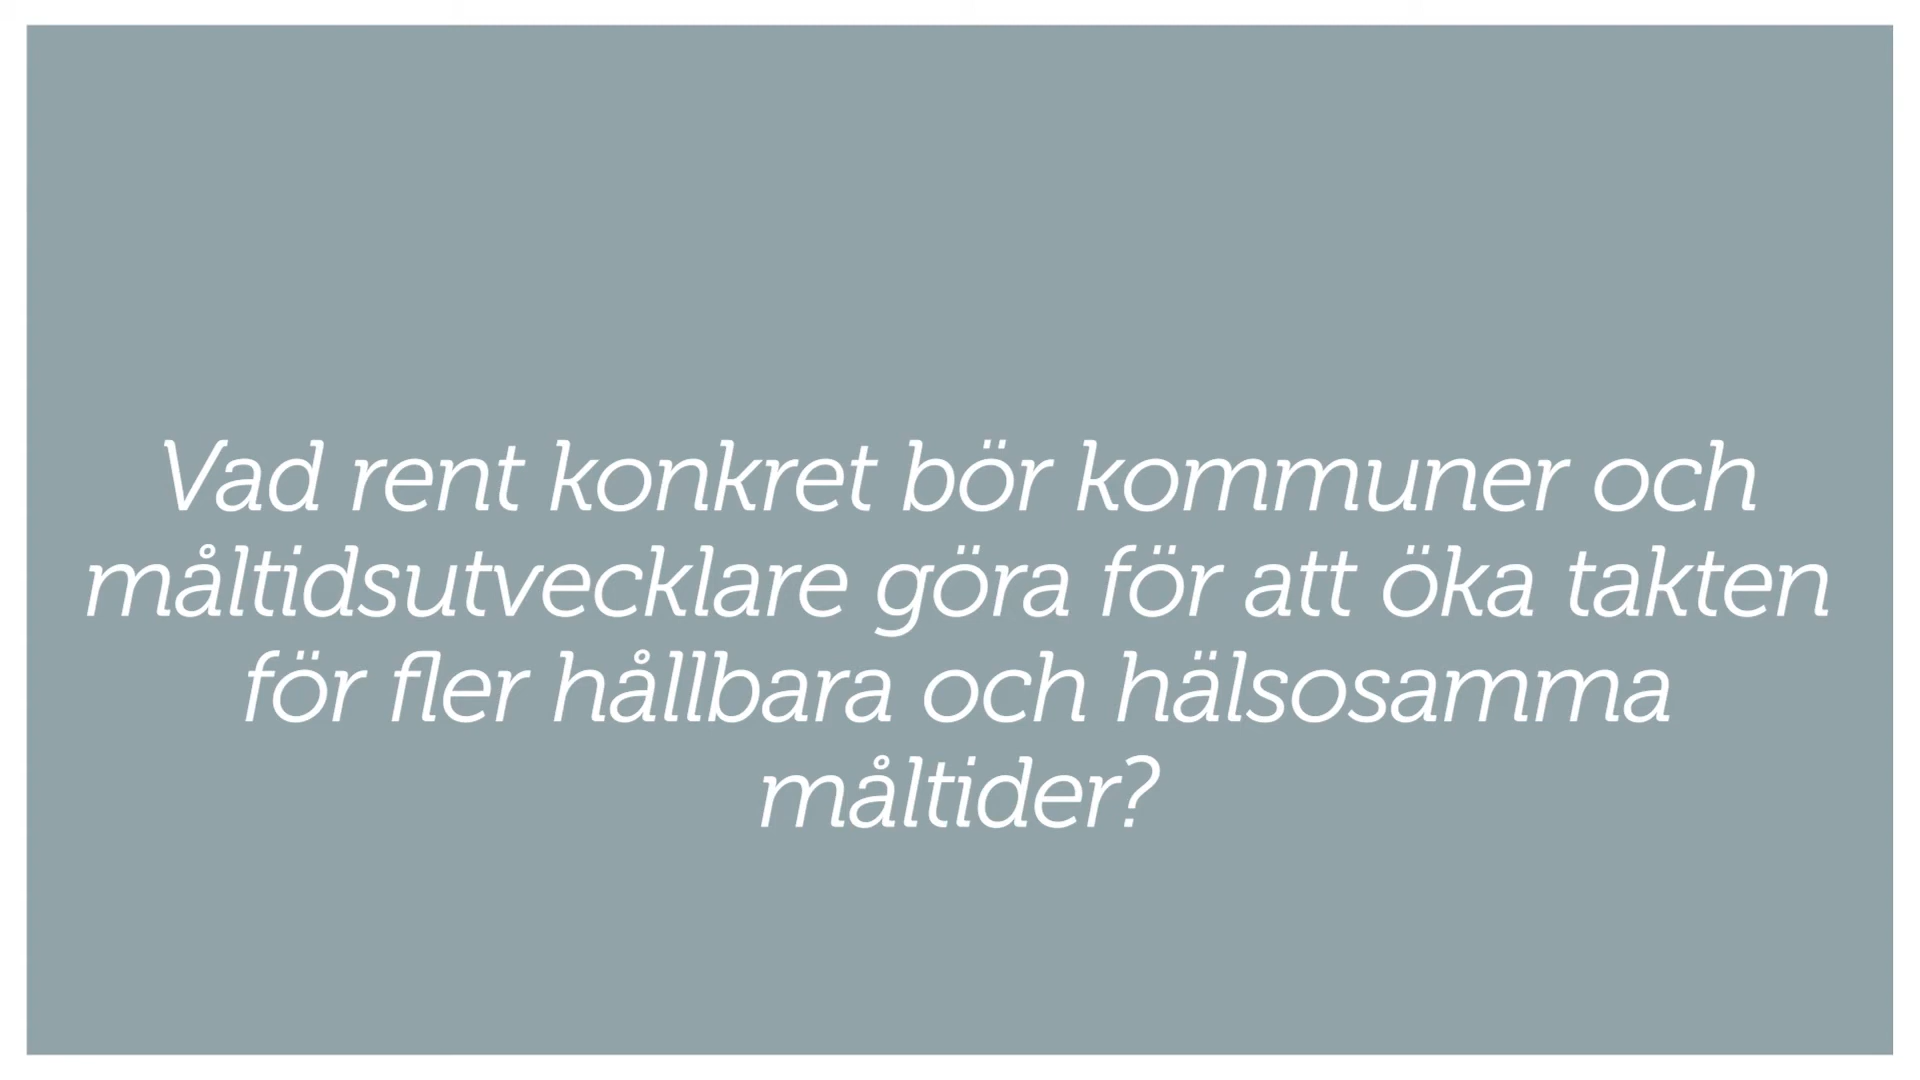 Vad rent konkret bör kommuner och
måltidsutvecklare göra för att öka takten
för fler hållbara och hälsosamma
måltider?